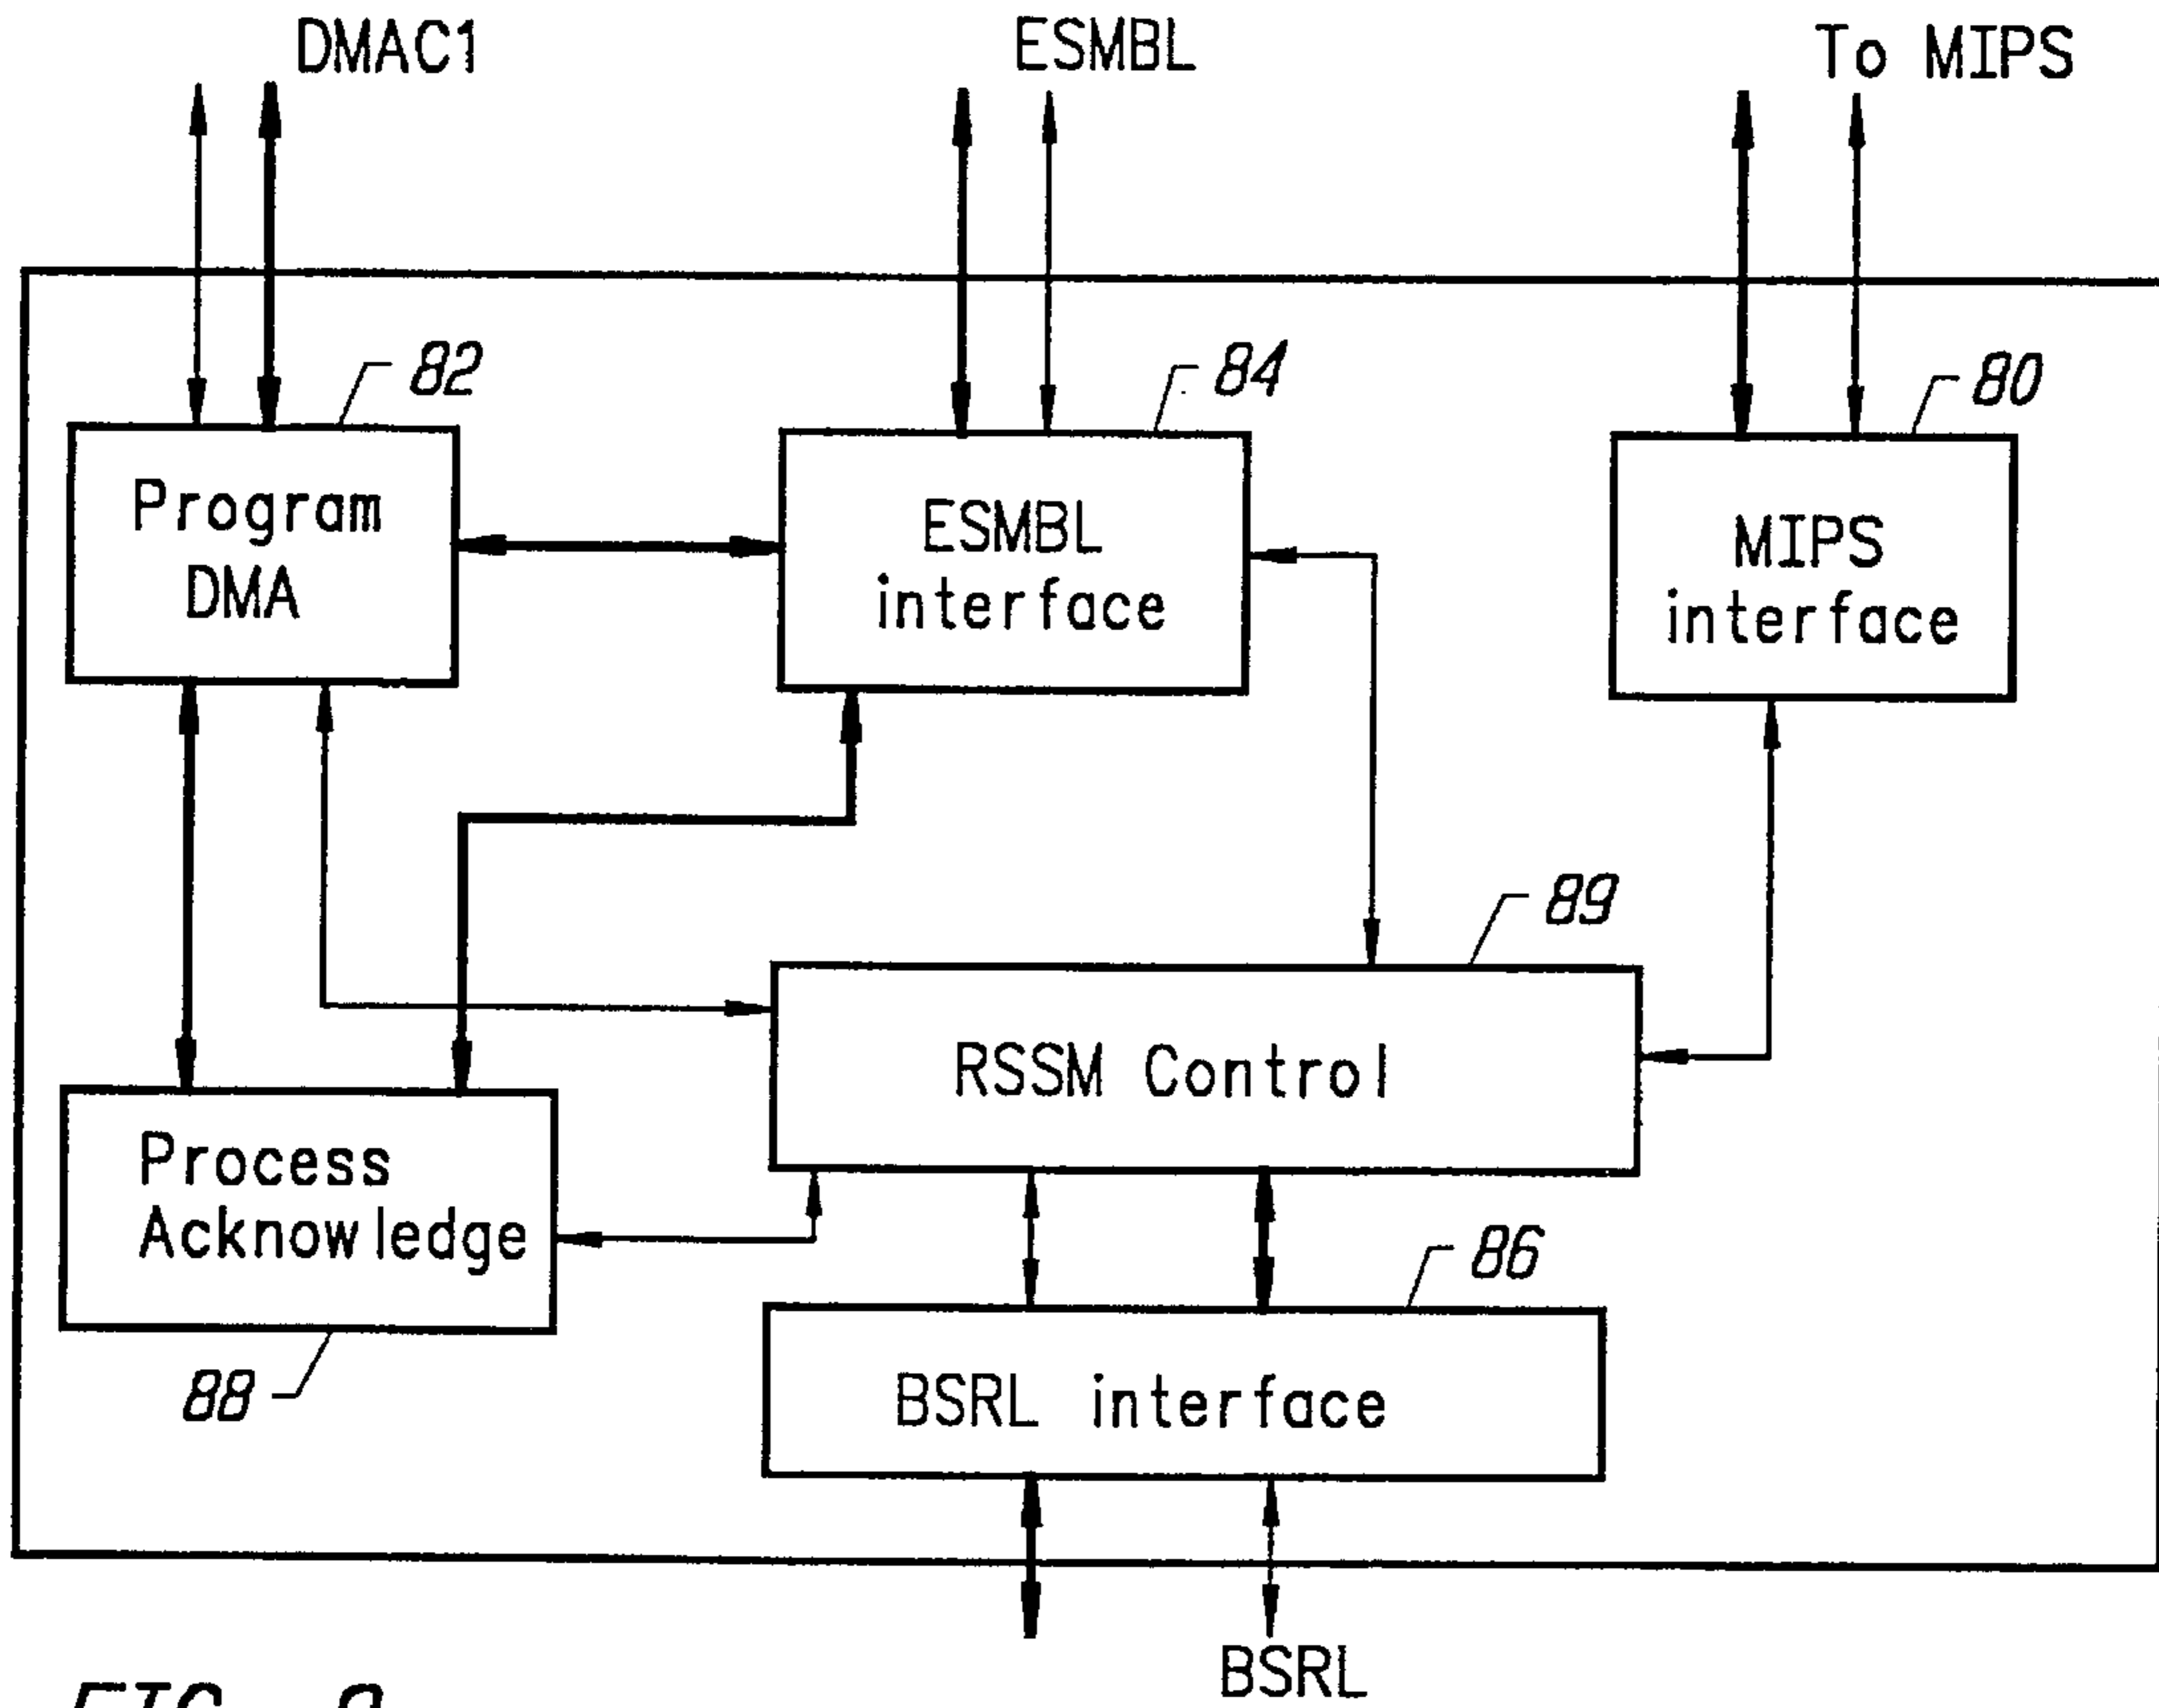 DMAC1
ESMBL
To MIPS
82
84
80
Program
DMA
ESMBL
interface
MIPS
interface
89
RSSM Control
Process
Acknowledge
86
88
BSRL interface
BSRL
FIG.